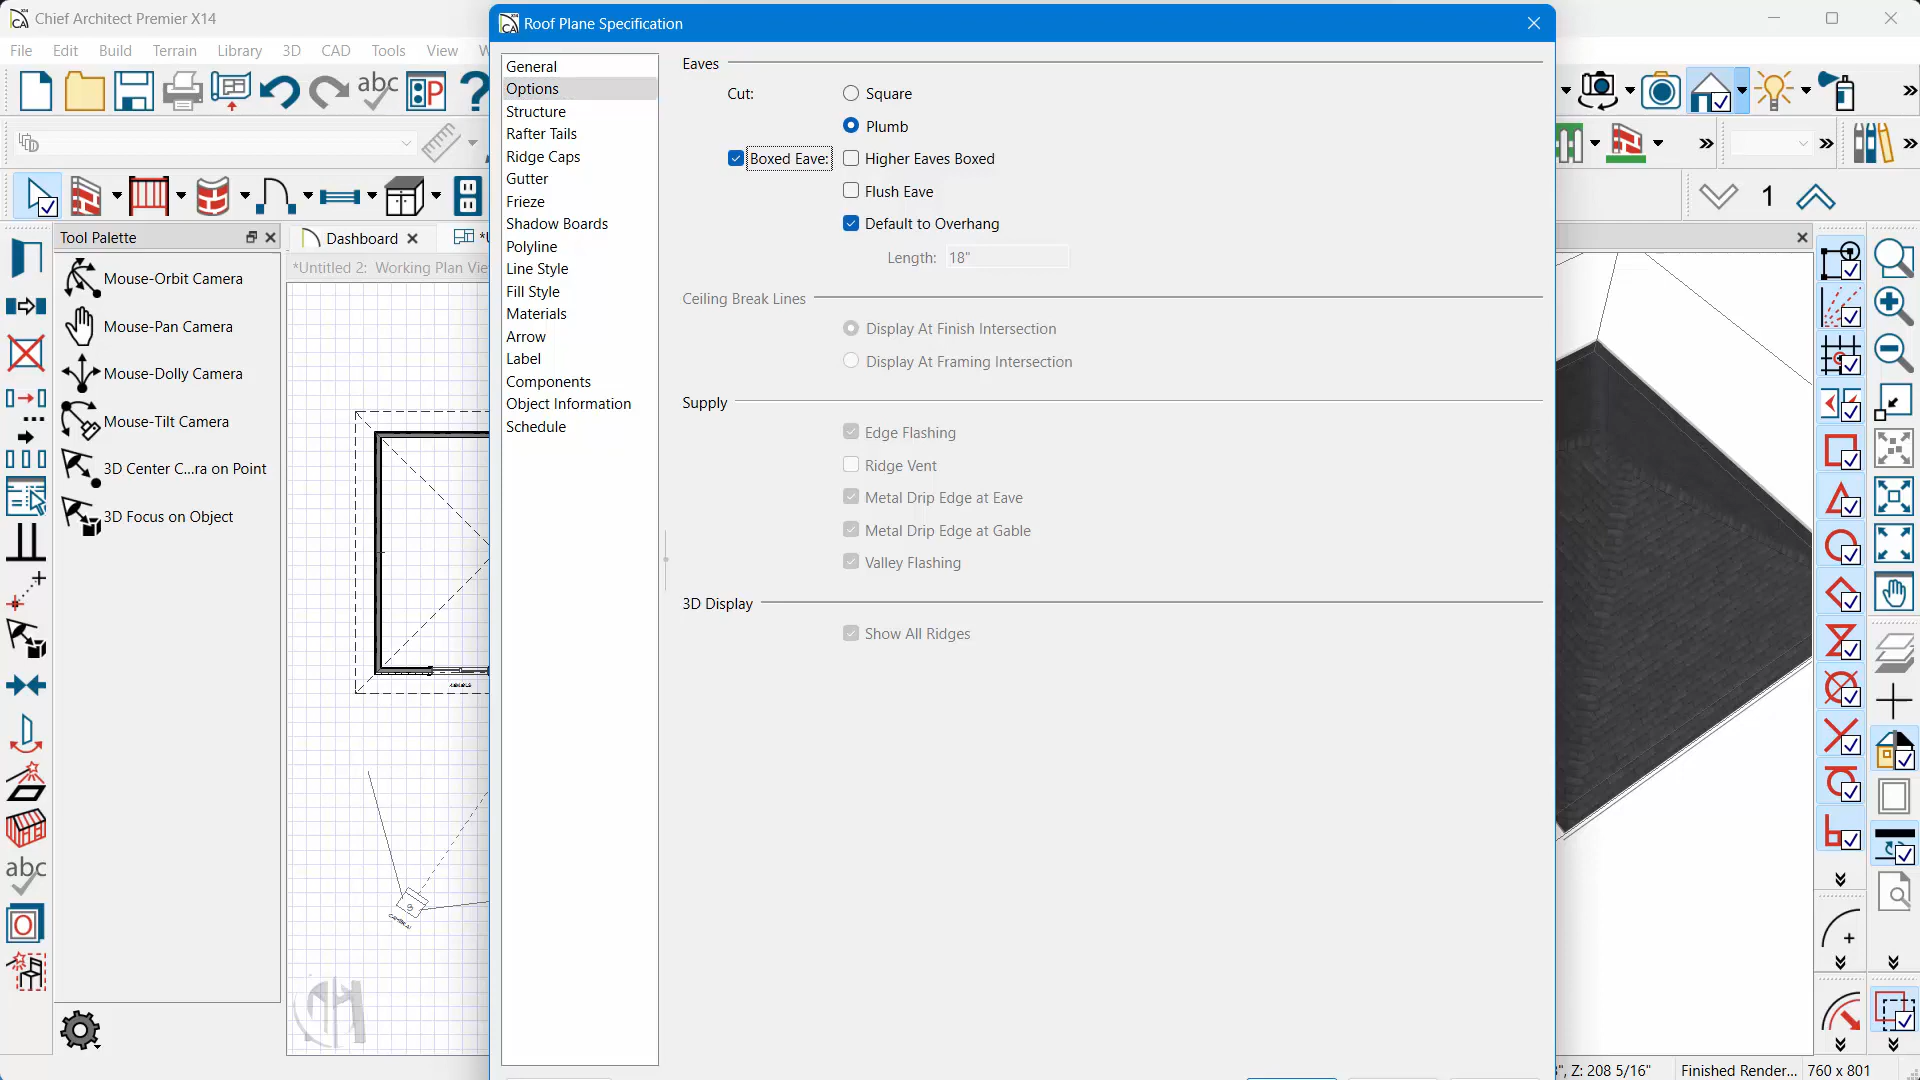 Chief Architect Premier X14
Roof Plane Specification
File Edit Build Terrain Library 3D CAD Tools View W
abc
Tool Palette
Mouse-Orbit Camera
Mouse-Pan Camera
Mouse-Dolly Camera
Mouse-Tilt Camera
3D Center C...ra on Point
3D Focus on Object
abc
Dashboard
*Untitled 2: Working Plan Vie
General
Options
Structure
Rafter Tails
Ridge Caps
Gutter
Frieze
Shadow Boards
Polyline
Line Style
Fill Style
Materials
Arrow
Label
Components
Object Information
Schedule
Eaves
Cut:
Square
Plumb
Boxed Eave:
Higher Eaves Boxed
Flush Eave
Default to Overhang
Length: 18"
Ceiling Break Lines
Display At Finish Intersection
Display At Framing Intersection
Supply
Edge Flashing
Ridge Vent
Metal Drip Edge at Eave
Metal Drip Edge at Gable
Valley Flashing
3D Display
Show All Ridges
1
Z: 208 5/16" Finished Render... 760 x 801